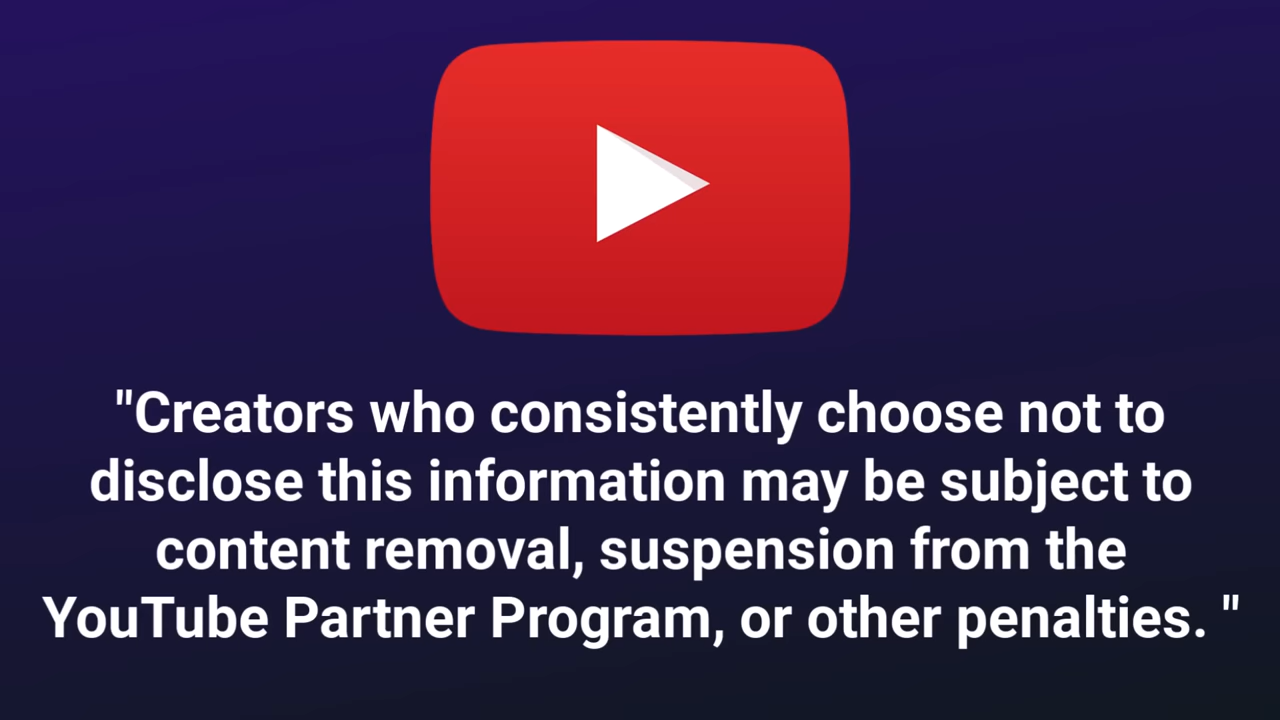 "Creators who consistently choose not to
disclose this information may be subject to
content removal, suspension from the
YouTube Partner Program, or other penalties. "